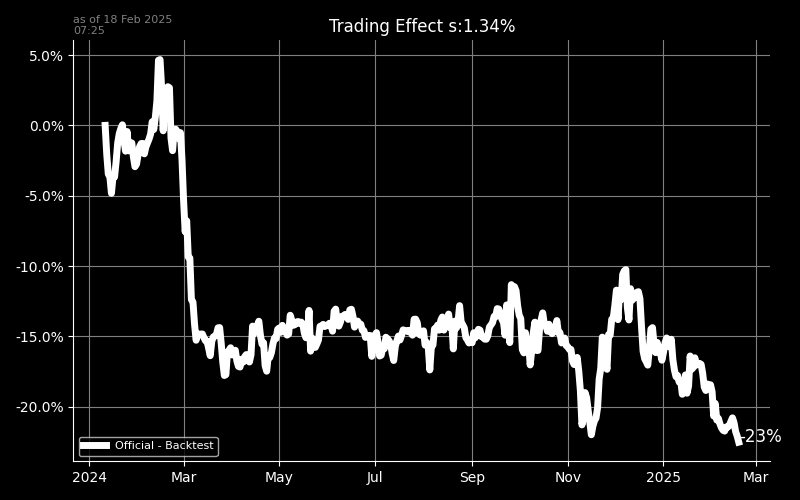 as of 18 Feb 2025
07:25
Trading Effect s:1.34%
5.0%
0.0%
-5.0%
-10.0%
-15.0%
-20.0%
-23%
Official - Backtest
2024 Mar May Jul Sep Nov 2025 Mar